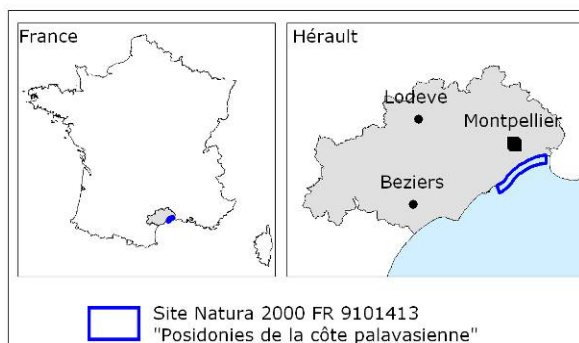 France
Hérault
Lodeve
Montpellier
Beziers
Site Natura 2000 FR 9101413
"Posidonies de la côte palavasienne"